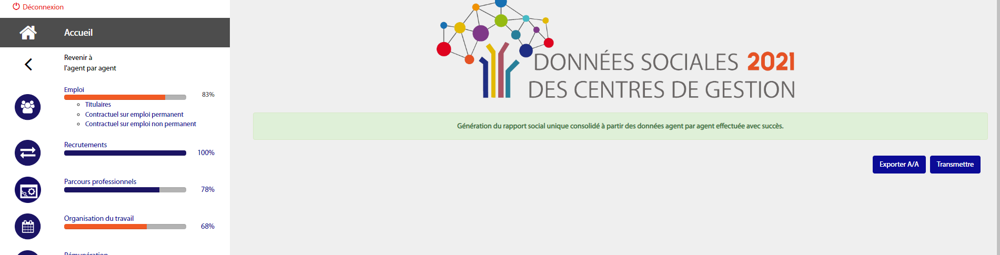 Déconnexion
Accueil
Revenir à
l'agent par agent
Emploi
83%
Titulaires
Contractuel sur emploi permanent
Contractuel sur emploi non permanent
Recrutements
100%
Parcours professionnels
78%
Organisation du travail
68%
Rémunération
DONNÉES SOCIALES 2021
DES CENTRES DE GESTION
Génération du rapport social unique consolidé à partir des données agent par agent effectuée avec succès.
Exporter A/A
Transmettre